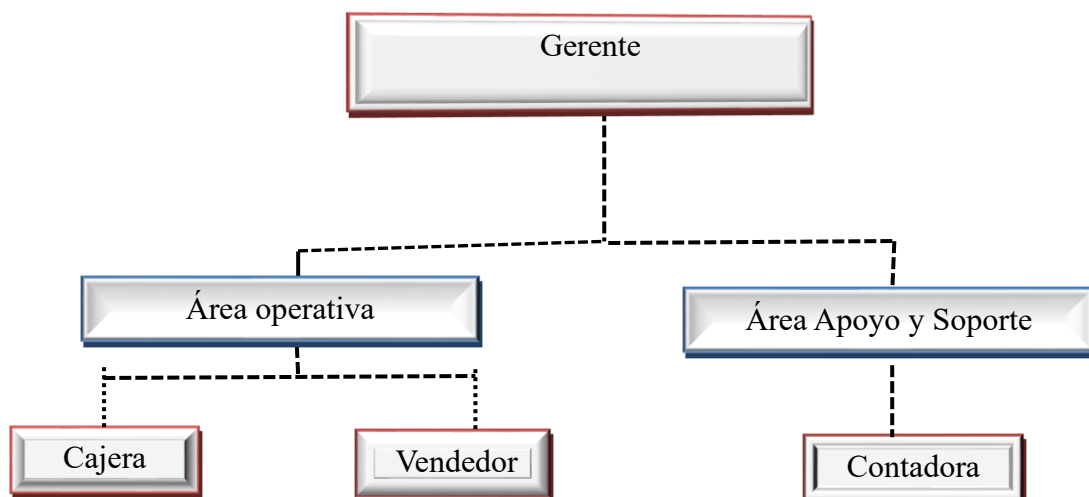 Gerente
Área operativa
Área Apoyo y Soporte
Cajera
Vendedor
Contadora